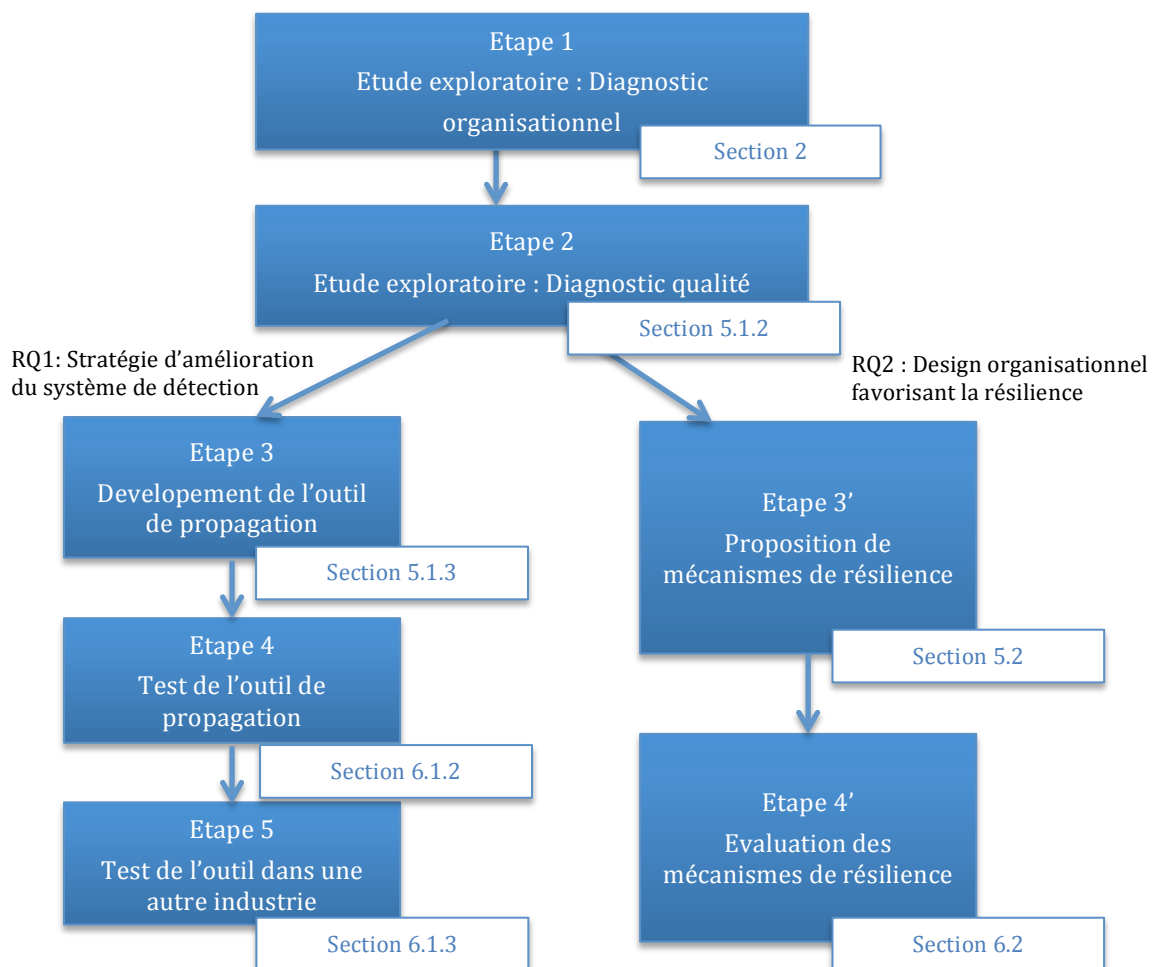 Etape 1
Etude exploratoire : Diagnostic
organisationnel
Section 2
Etape 2
Etude exploratoire : Diagnostic qualité
Section 5.1.2
RQ1: Stratégie d’amélioration
du système de détection
RQ2 : Design organisationnel
favorisant la résilience
Etape 3
Developement de l’outil
de propagation
Section 5.1.3
Etape 4
Test de l’outil de
propagation
Section 6.1.2
Etape 5
Test de l’outil dans une
autre industrie
Section 6.1.3
Etape 3’
Proposition de
mécanismes de résilience
Section 5.2
Etape 4’
Evaluation des
mécanismes de résilience
Section 6.2